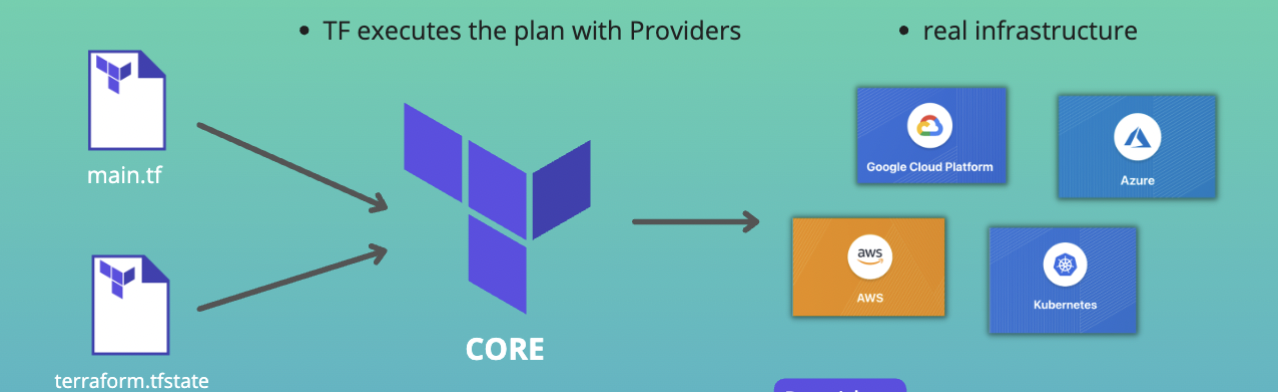 • TF executes the plan with Providers
• real infrastructure
main.tf
terraform.tfstate
CORE
Google Cloud Platform
Azure
aws
AWS
Kubernetes